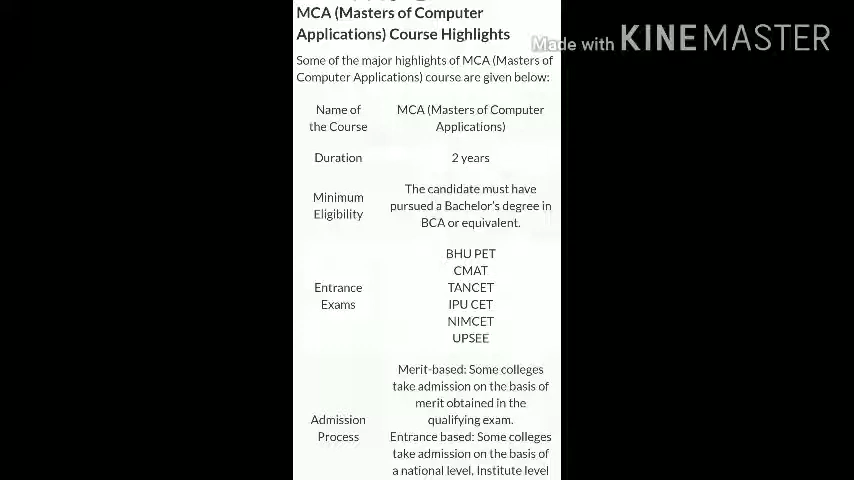 MCA (Masters of Computer
Applications) Course Highlights
Made with KINEMASTER
Some of the major highlights of MCA (Masters of
Computer Applications) course are given below:
Name of
the Course
MCA (Masters of Computer
Applications)
Duration
2 years
Minimum
Eligibility
The candidate must have
pursued a Bachelor's degree in
BCA or equivalent.
Entrance
Exams
BHU PET
CMAT
TANCET
IPU CET
NIMCET
UPSEE
Admission
Process
Merit-based: Some colleges
take admission on the basis of
merit obtained in the
qualifying exam.
Entrance based: Some colleges
take admission on the basis of
a national level, Institute level